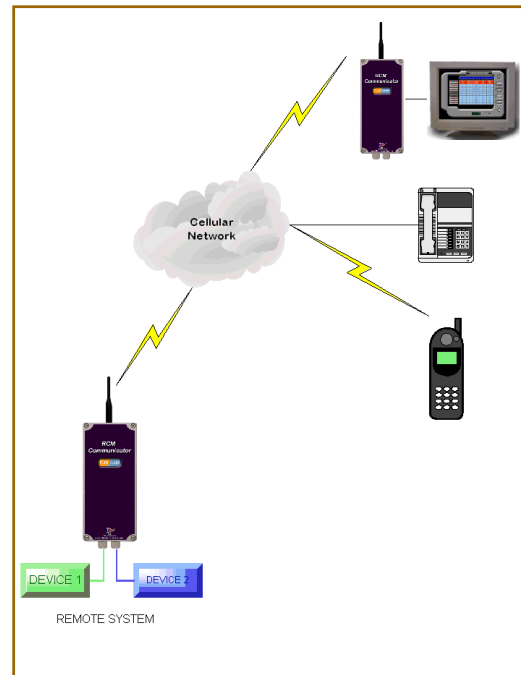 RCM
Communicator
Cellular
Network
RCM
Communicator
DEVICE 1
DEVICE 2
REMOTE SYSTEM